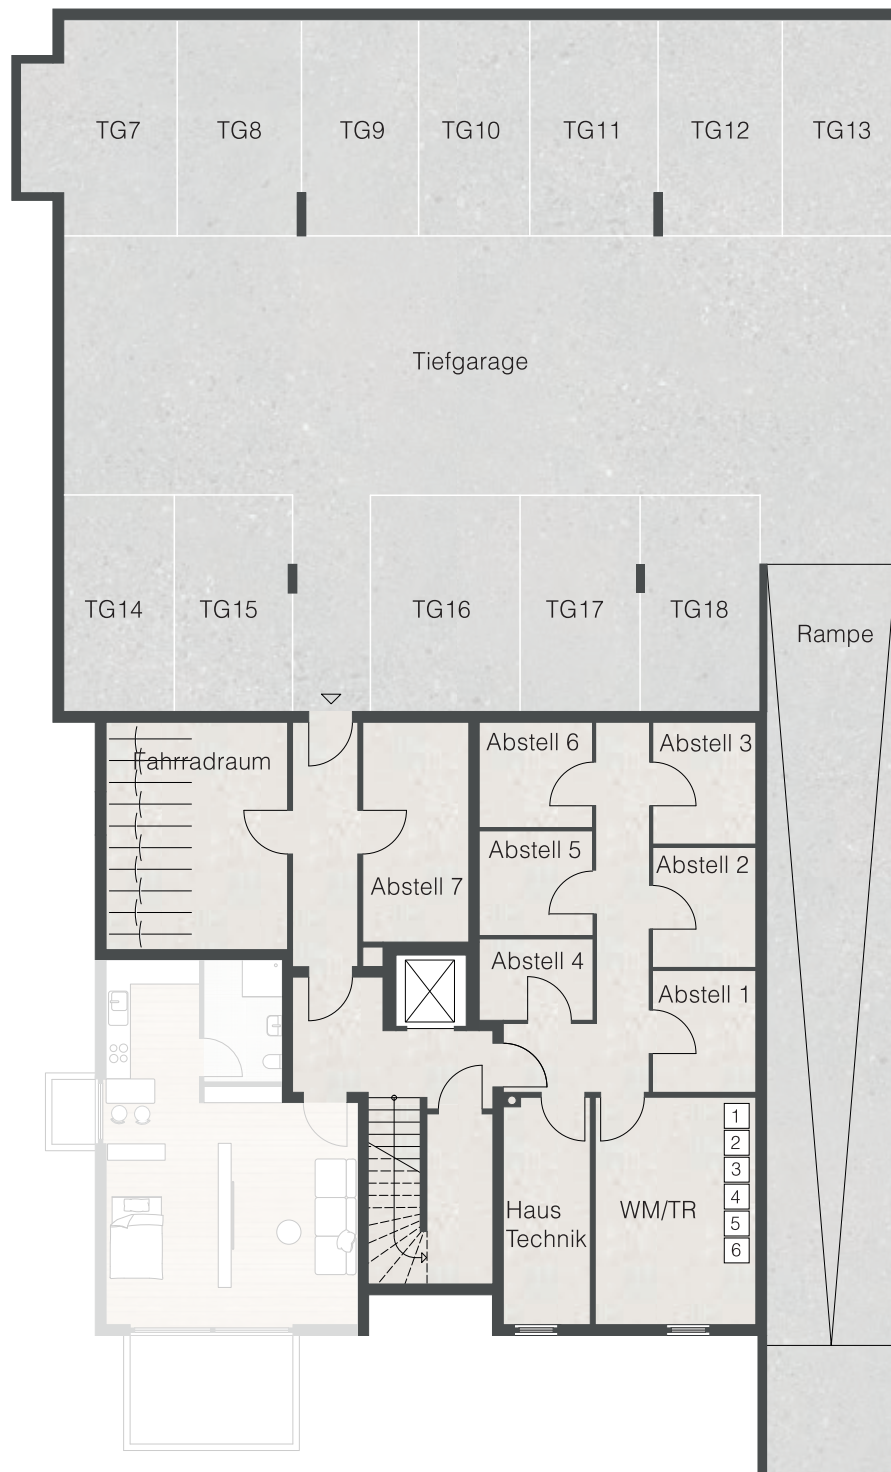 TG7
TG8
TG9
TG10
TG11
TG12
TG13
Tiefgarage
TG14
TG15
TG16
TG17
TG18
Rampe
Fahrradraum
Abstell 7
Abstell 6
Abstell 3
Abstell 5
Abstell 2
Abstell 4
Abstell 1
Haus
Technik
WM/TR
1
2
3
4
5
6